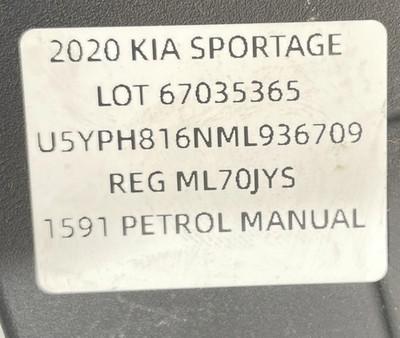 2020 KIA SPORTAGE
LOT 67035365
U5YPH816NML936709
REG ML70JYS
1591 PETROL MANUAL